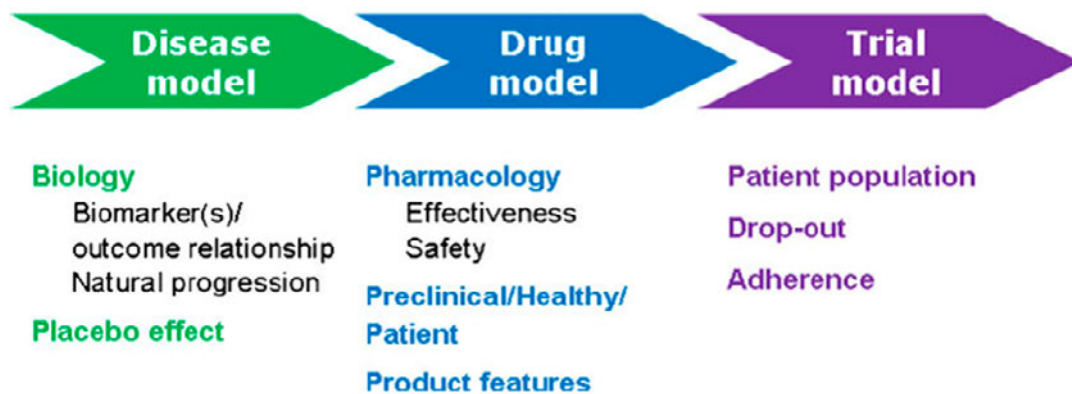 Disease
model
Drug
model
Trial
model
Biology
Biomarker(s)/
outcome relationship
Natural progression
Placebo effect
Pharmacology
Effectiveness
Safety
Preclinical/Healthy/
Patient
Product features
Patient population
Drop-out
Adherence